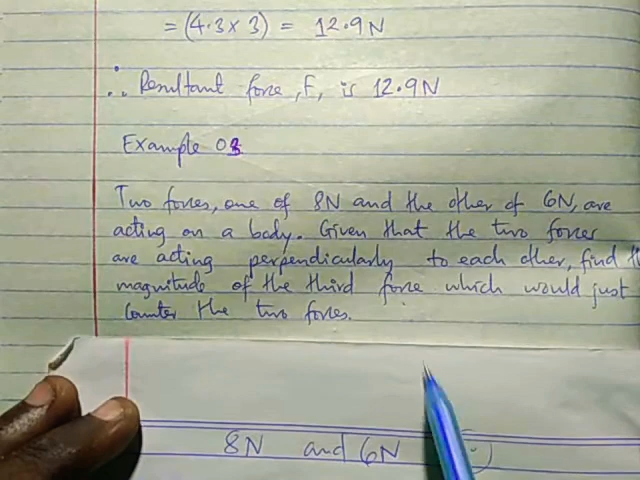 = (4.3 x 3) = 12.9N
∴ Resultant force, F, is 12.9N
Example 03
Two forces, one of 8N and the other of 6N, are
acting on a body. Given that the two forces
are acting perpendicularly to each other, find
magnitude of the third force which would just
counter the two forces.
8N and 6N